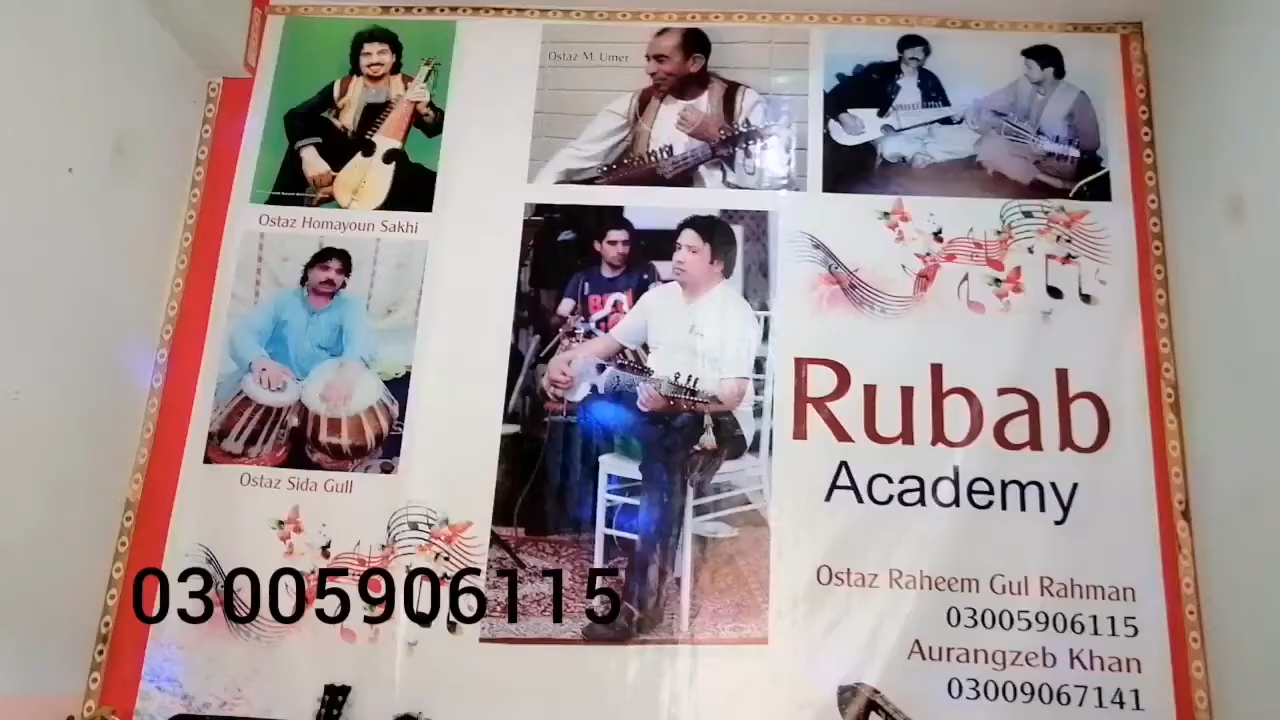 Ostaz M. Umer
Ostaz Homayoun Sakhi
Ostaz Sida Gull
Rubab
Academy
Ostaz Raheem Gul Rahman
03005906115
Aurangzeb Khan
03009067141
03005906115